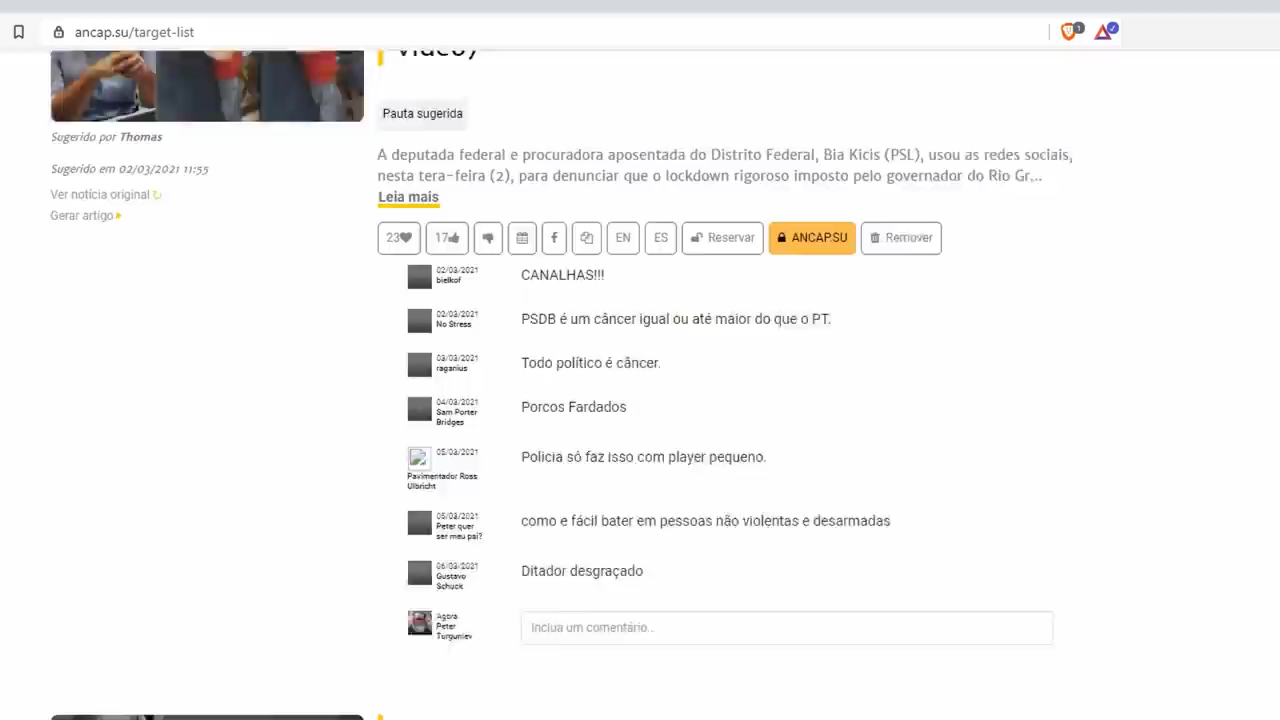 ancap.su/target-list
1
vídeo)
Sugerido por Thomas
Sugerido em 02/03/2021 11:55
Ver notícia original
Gerar artigo
Pauta sugerida
A deputada federal e procuradora aposentada do Distrito Federal, Bia Kicis (PSL), usou as redes sociais,
nesta tera-feira (2), para denunciar que o lockdown rigoroso imposto pelo governador do Rio Gr...
Leia mais
23 17 EN ES Reservar ANCAP.SU Remover
02/03/2021
bielkof
CANALHAS!!!
02/03/2021
No Stress
PSDB é um câncer igual ou até maior do que o PT.
03/03/2021
raganius
Todo político é câncer.
04/03/2021
Sam Porter
Bridges
Porcos Fardados
05/03/2021
Pavimentador Ross
Ulbricht
Policia só faz isso com player pequeno.
05/03/2021
Peter quer
ser meu pai?
como e fácil bater em pessoas não violentas e desarmadas
06/03/2021
Gustavo
Schuck
Ditador desgraçado
Agora
Peter
Turguniev
Inclua um comentário..